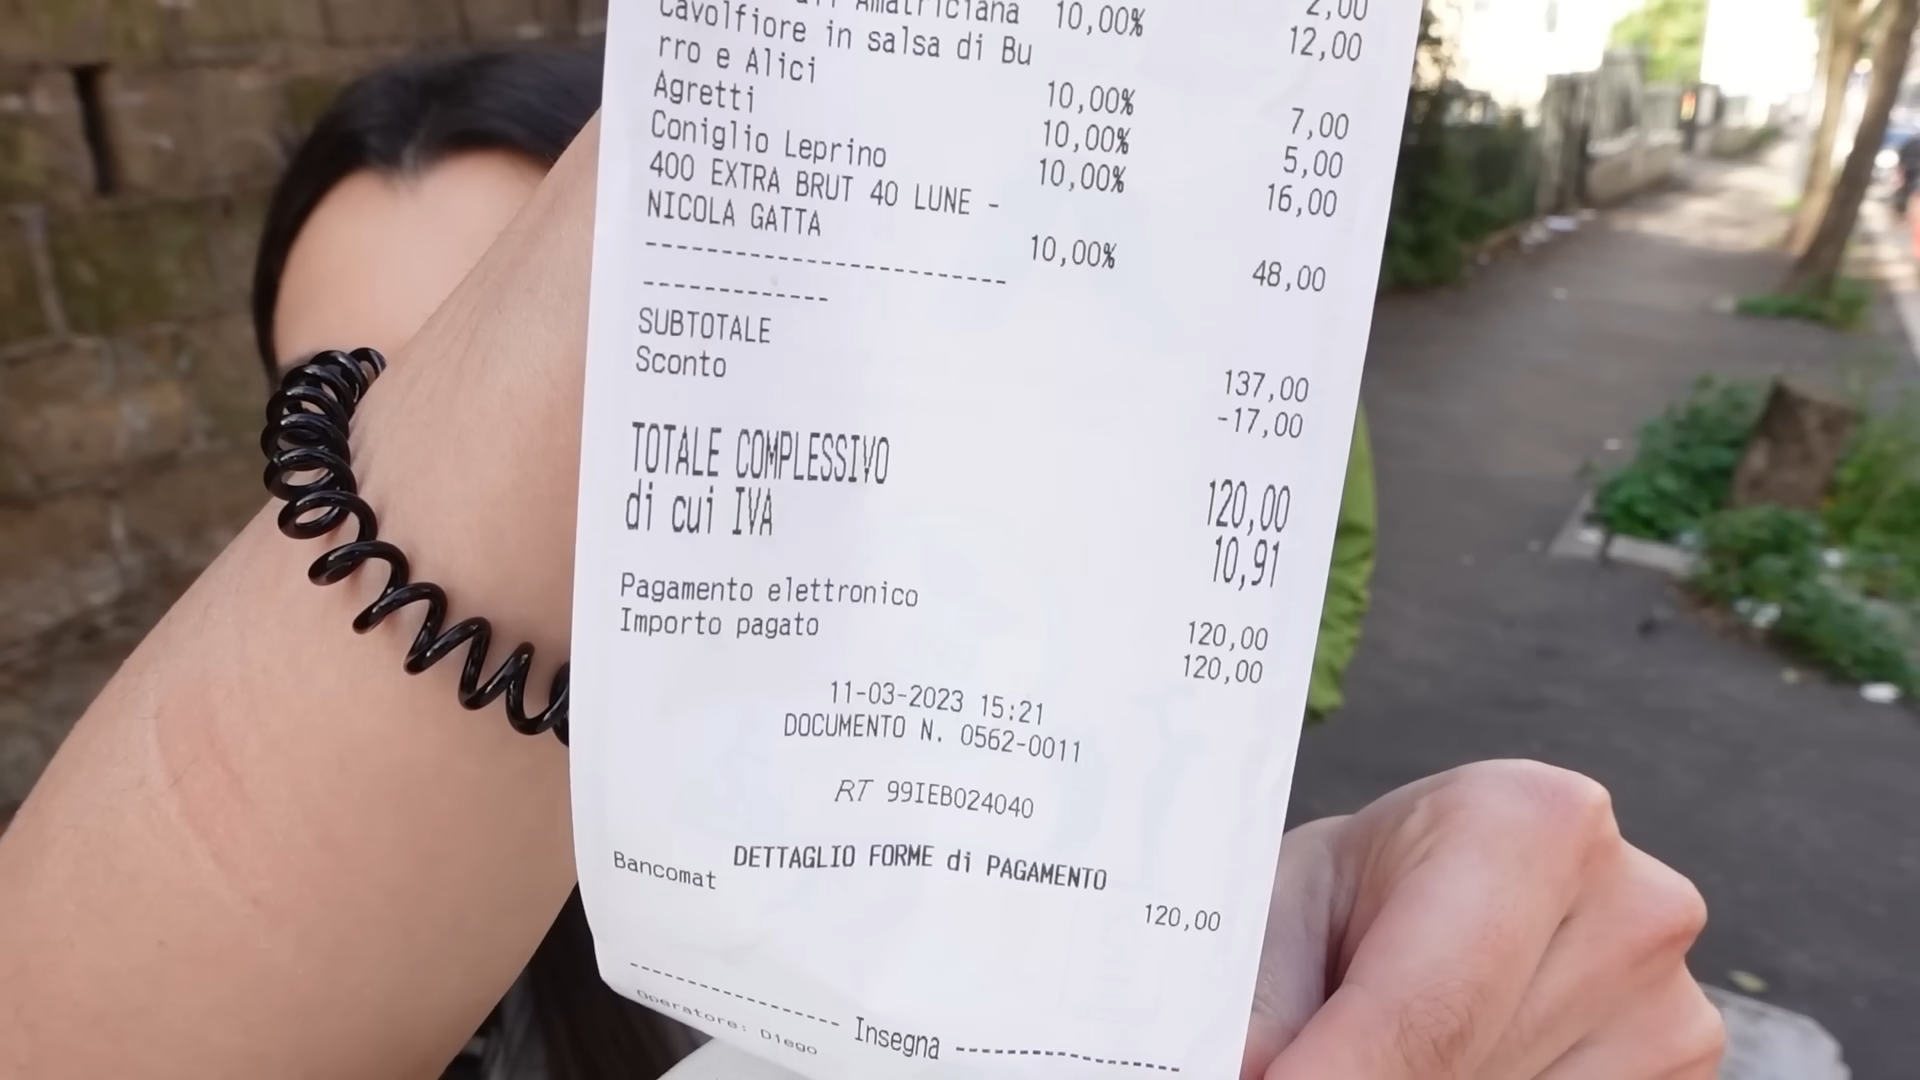 2,00
Amatriciana 10,00% 12,00
Cavolfiore in salsa di Bu
rro e Alici 10,00% 7,00
Agretti 10,00% 5,00
Coniglio Leprino 10,00% 16,00
400 EXTRA BRUT 40 LUNE -
NICOLA GATTA 10,00% 48,00
-----------------------
------------
SUBTOTALE 137,00
Sconto -17,00
TOTALE COMPLESSIVO 120,00
di cui IVA 10,91
Pagamento elettronico 120,00
Importo pagato 120,00
11-03-2023 15:21
DOCUMENTO N. 0562-0011
RT 99IEB024040
DETTAGLIO FORME di PAGAMENTO
Bancomat 120,00
-------------- Insegna ---------------
Operatore: Diego